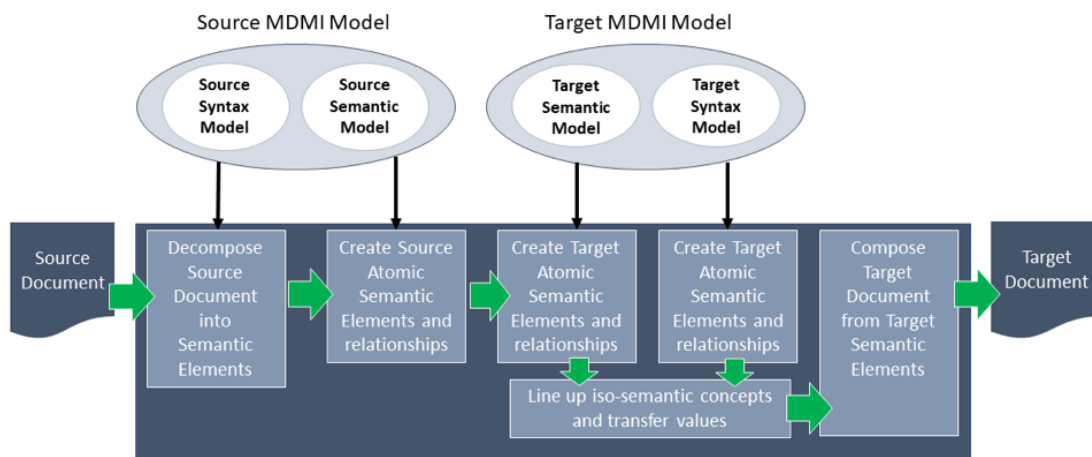 Source MDMI Model
Target MDMI Model
Source
Syntax
Model
Source
Semantic
Model
Target
Semantic
Model
Target
Syntax
Model
Source
Document
Decompose
Source
Document
into
Semantic
Elements
Create Source
Atomic
Semantic
Elements and
relationships
Create Target
Atomic
Semantic
Elements and
relationships
Create Target
Atomic
Semantic
Elements and
relationships
Line up iso-semantic concepts
and transfer values
Compose
Target
Document
from Target
Semantic
Elements
Target
Document